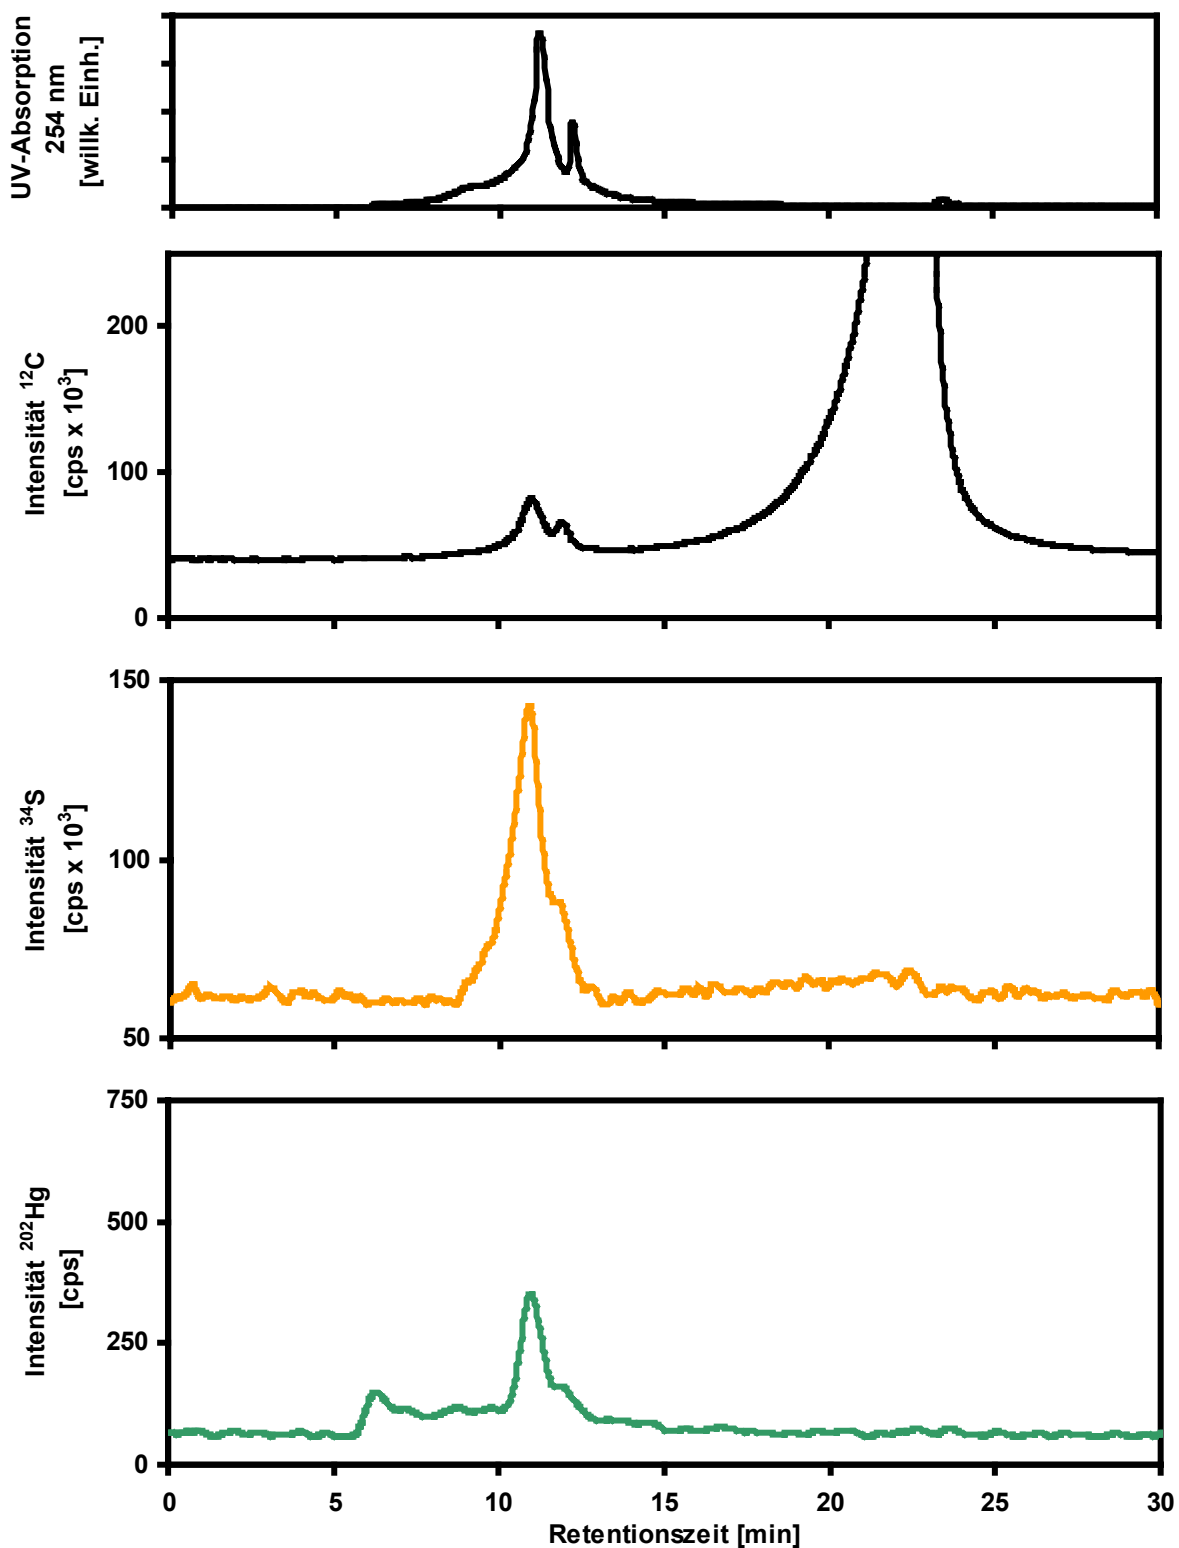 UV-Absorption
254 nm
[willk. Einh.]
Intensität ¹²C
[cps x 10³]
200
100
0
Intensität ³⁴S
[cps x 10³]
150
100
50
Intensität ²⁰²Hg
[cps]
750
500
250
0
0 5 10 15 20 25 30
Retentionszeit [min]